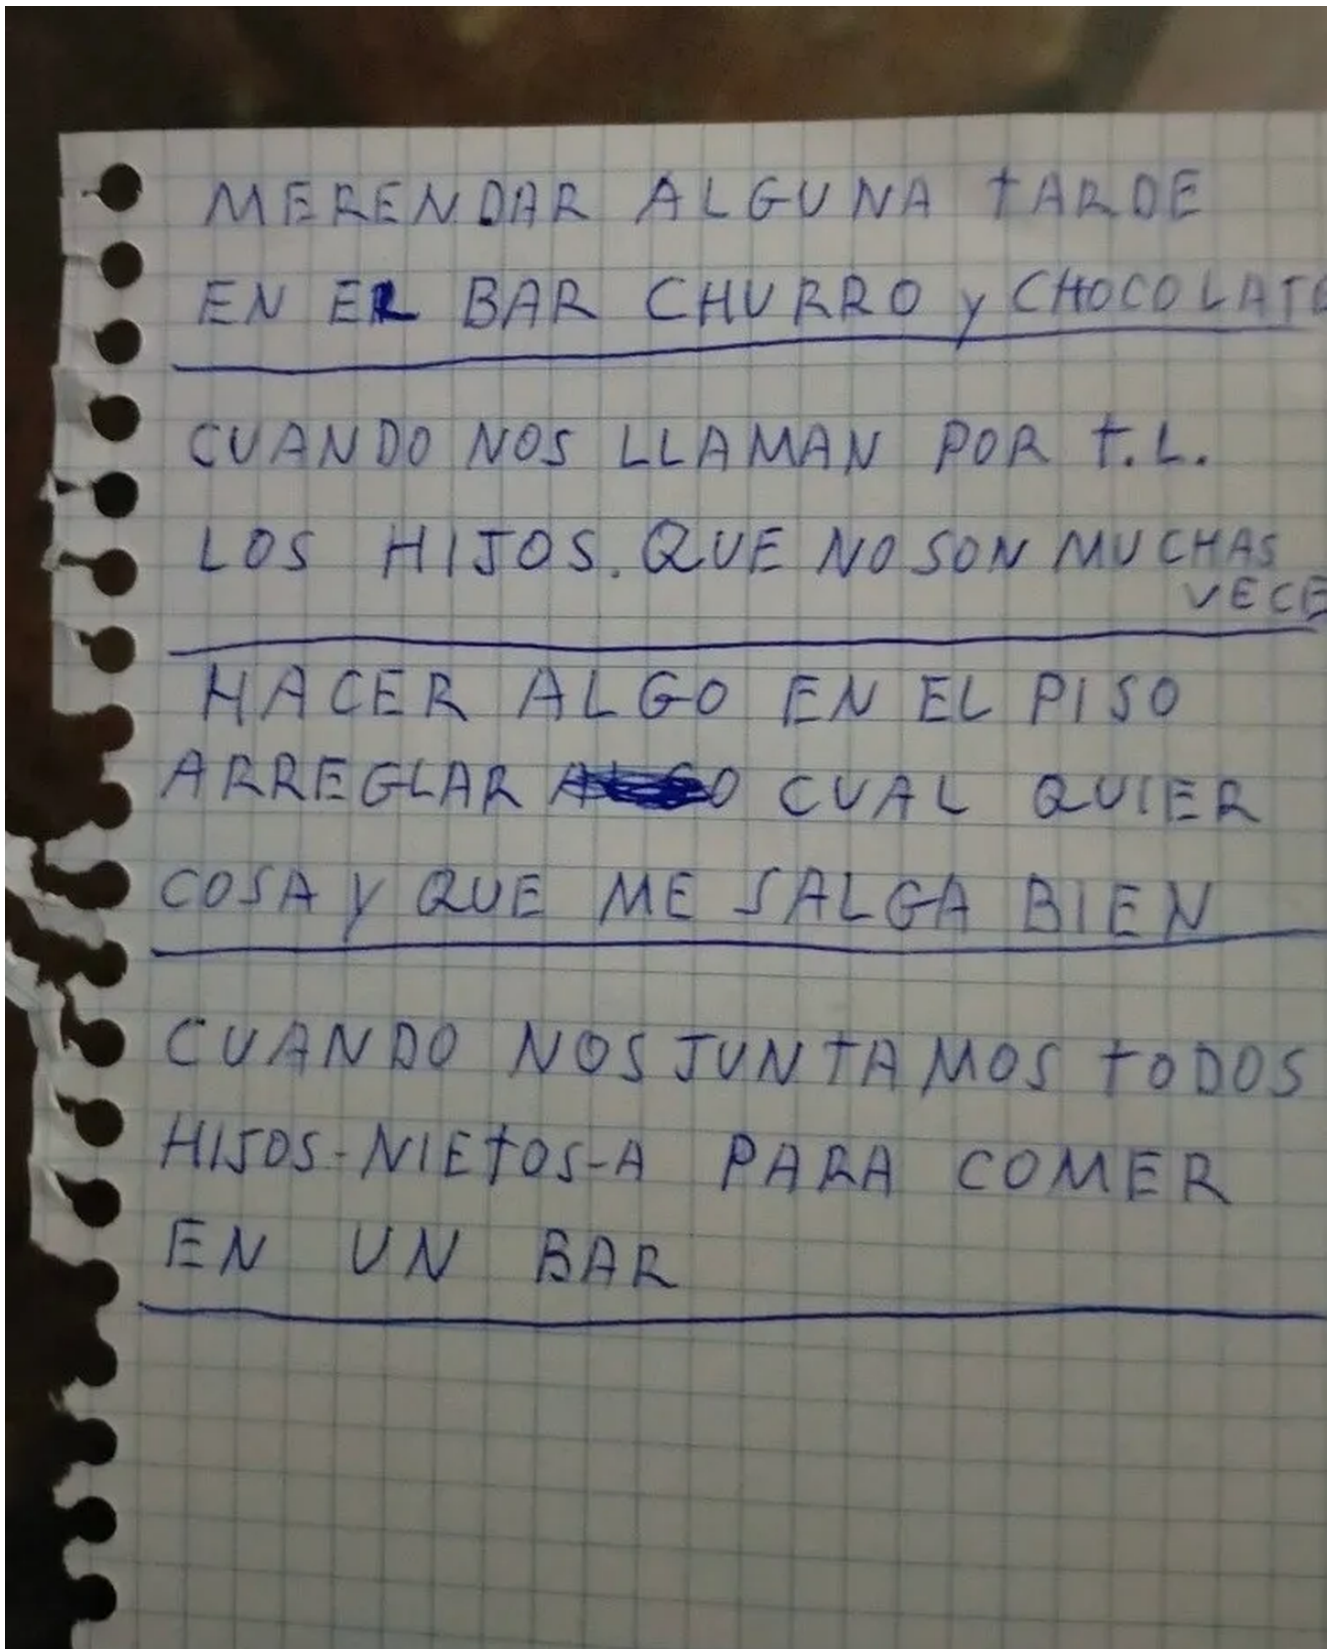 MERENDAR ALGUNA tARDE
EN EL BAR CHURRO y CHOCOLATE
CUANDO NOS LLAMAN POR t.L.
LOS HIJOS. QUE NO SON MUCHAS
VECE
HACER ALGO EN EL PISO
ARREGLAR CUAL QUIER
COSA Y QUE ME SALGA BIEN
CUANDO NOS JUNtAMOS tODOS
HIJOS-NIEtOS-A PARA COMER
EN UN BAR